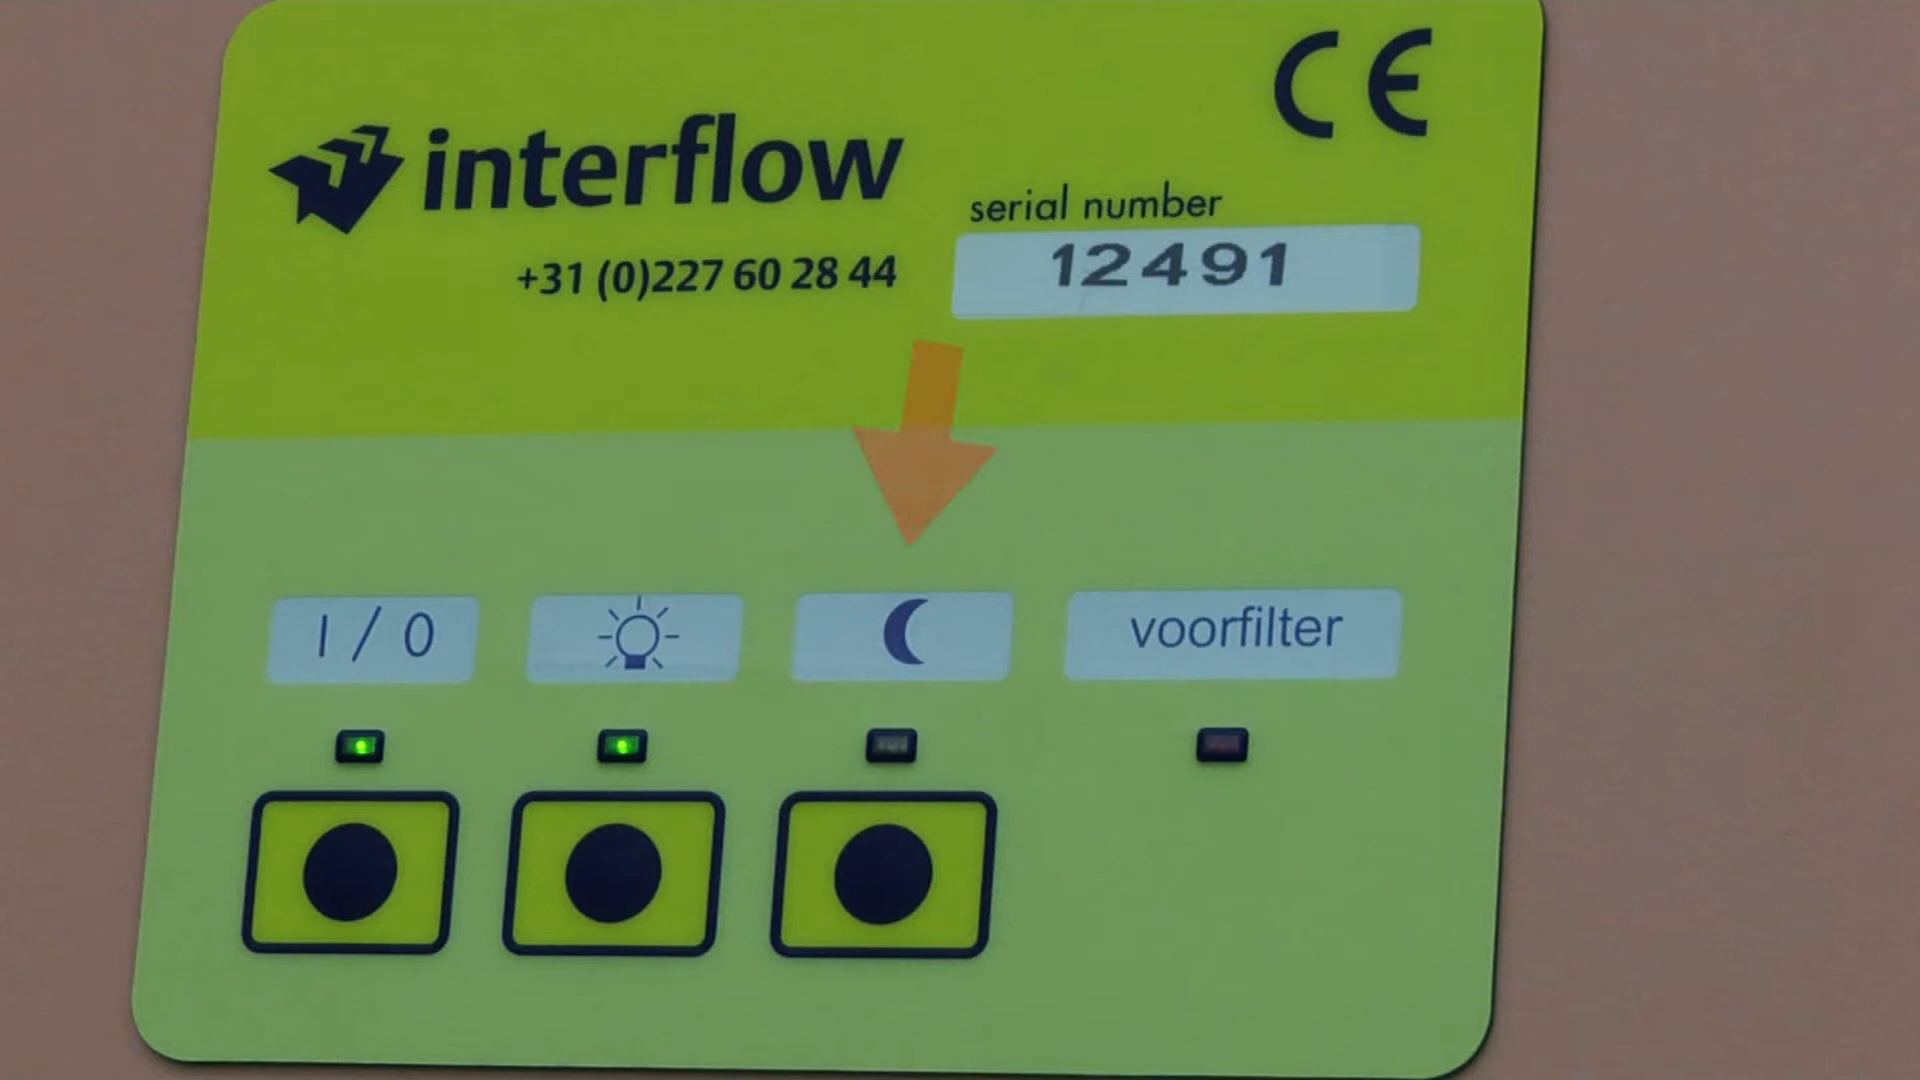 CE
interflow
serial number
+31 (0)227 60 28 44
12491
I / 0
voorfilter